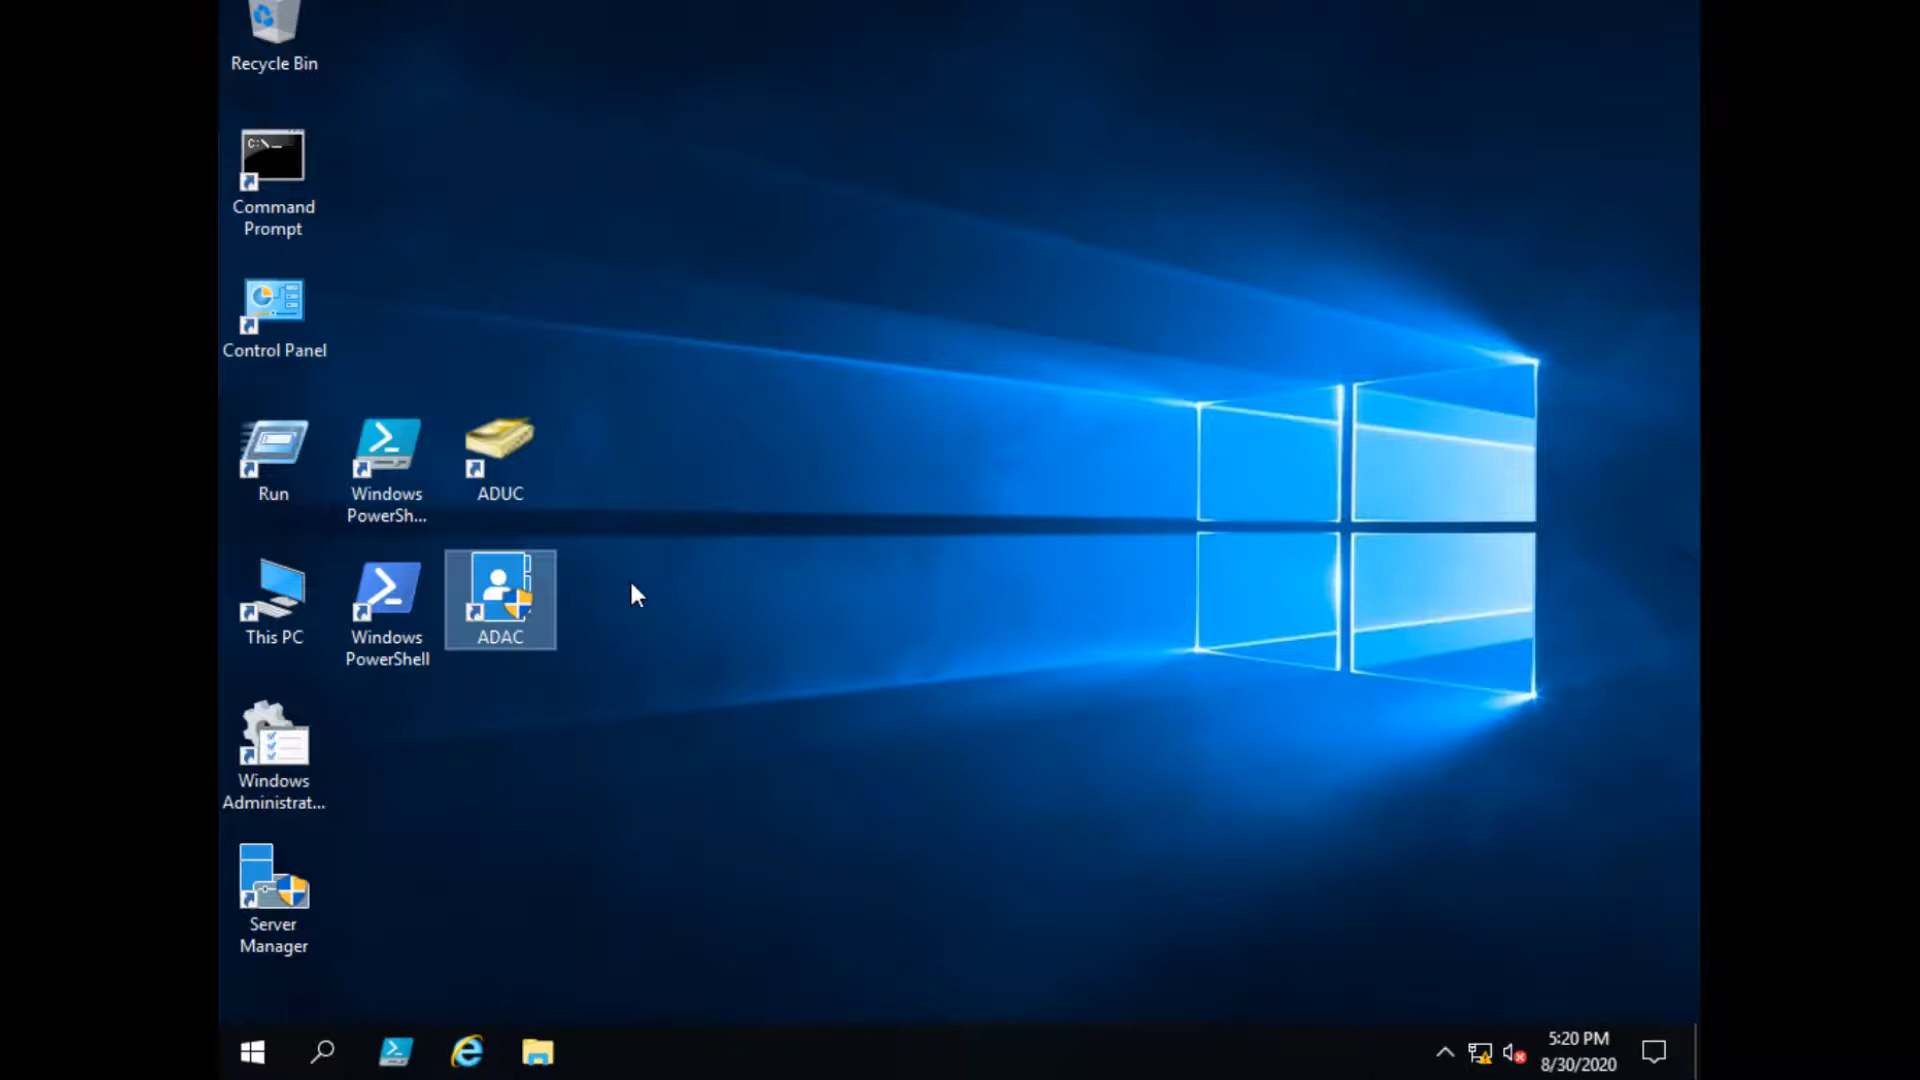 Recycle Bin
C:\_
Command
Prompt
Control Panel
Run
Windows
PowerSh...
ADUC
This PC
Windows
PowerShell
ADAC
Windows
Administrat...
Server
Manager
5:20 PM
8/30/2020